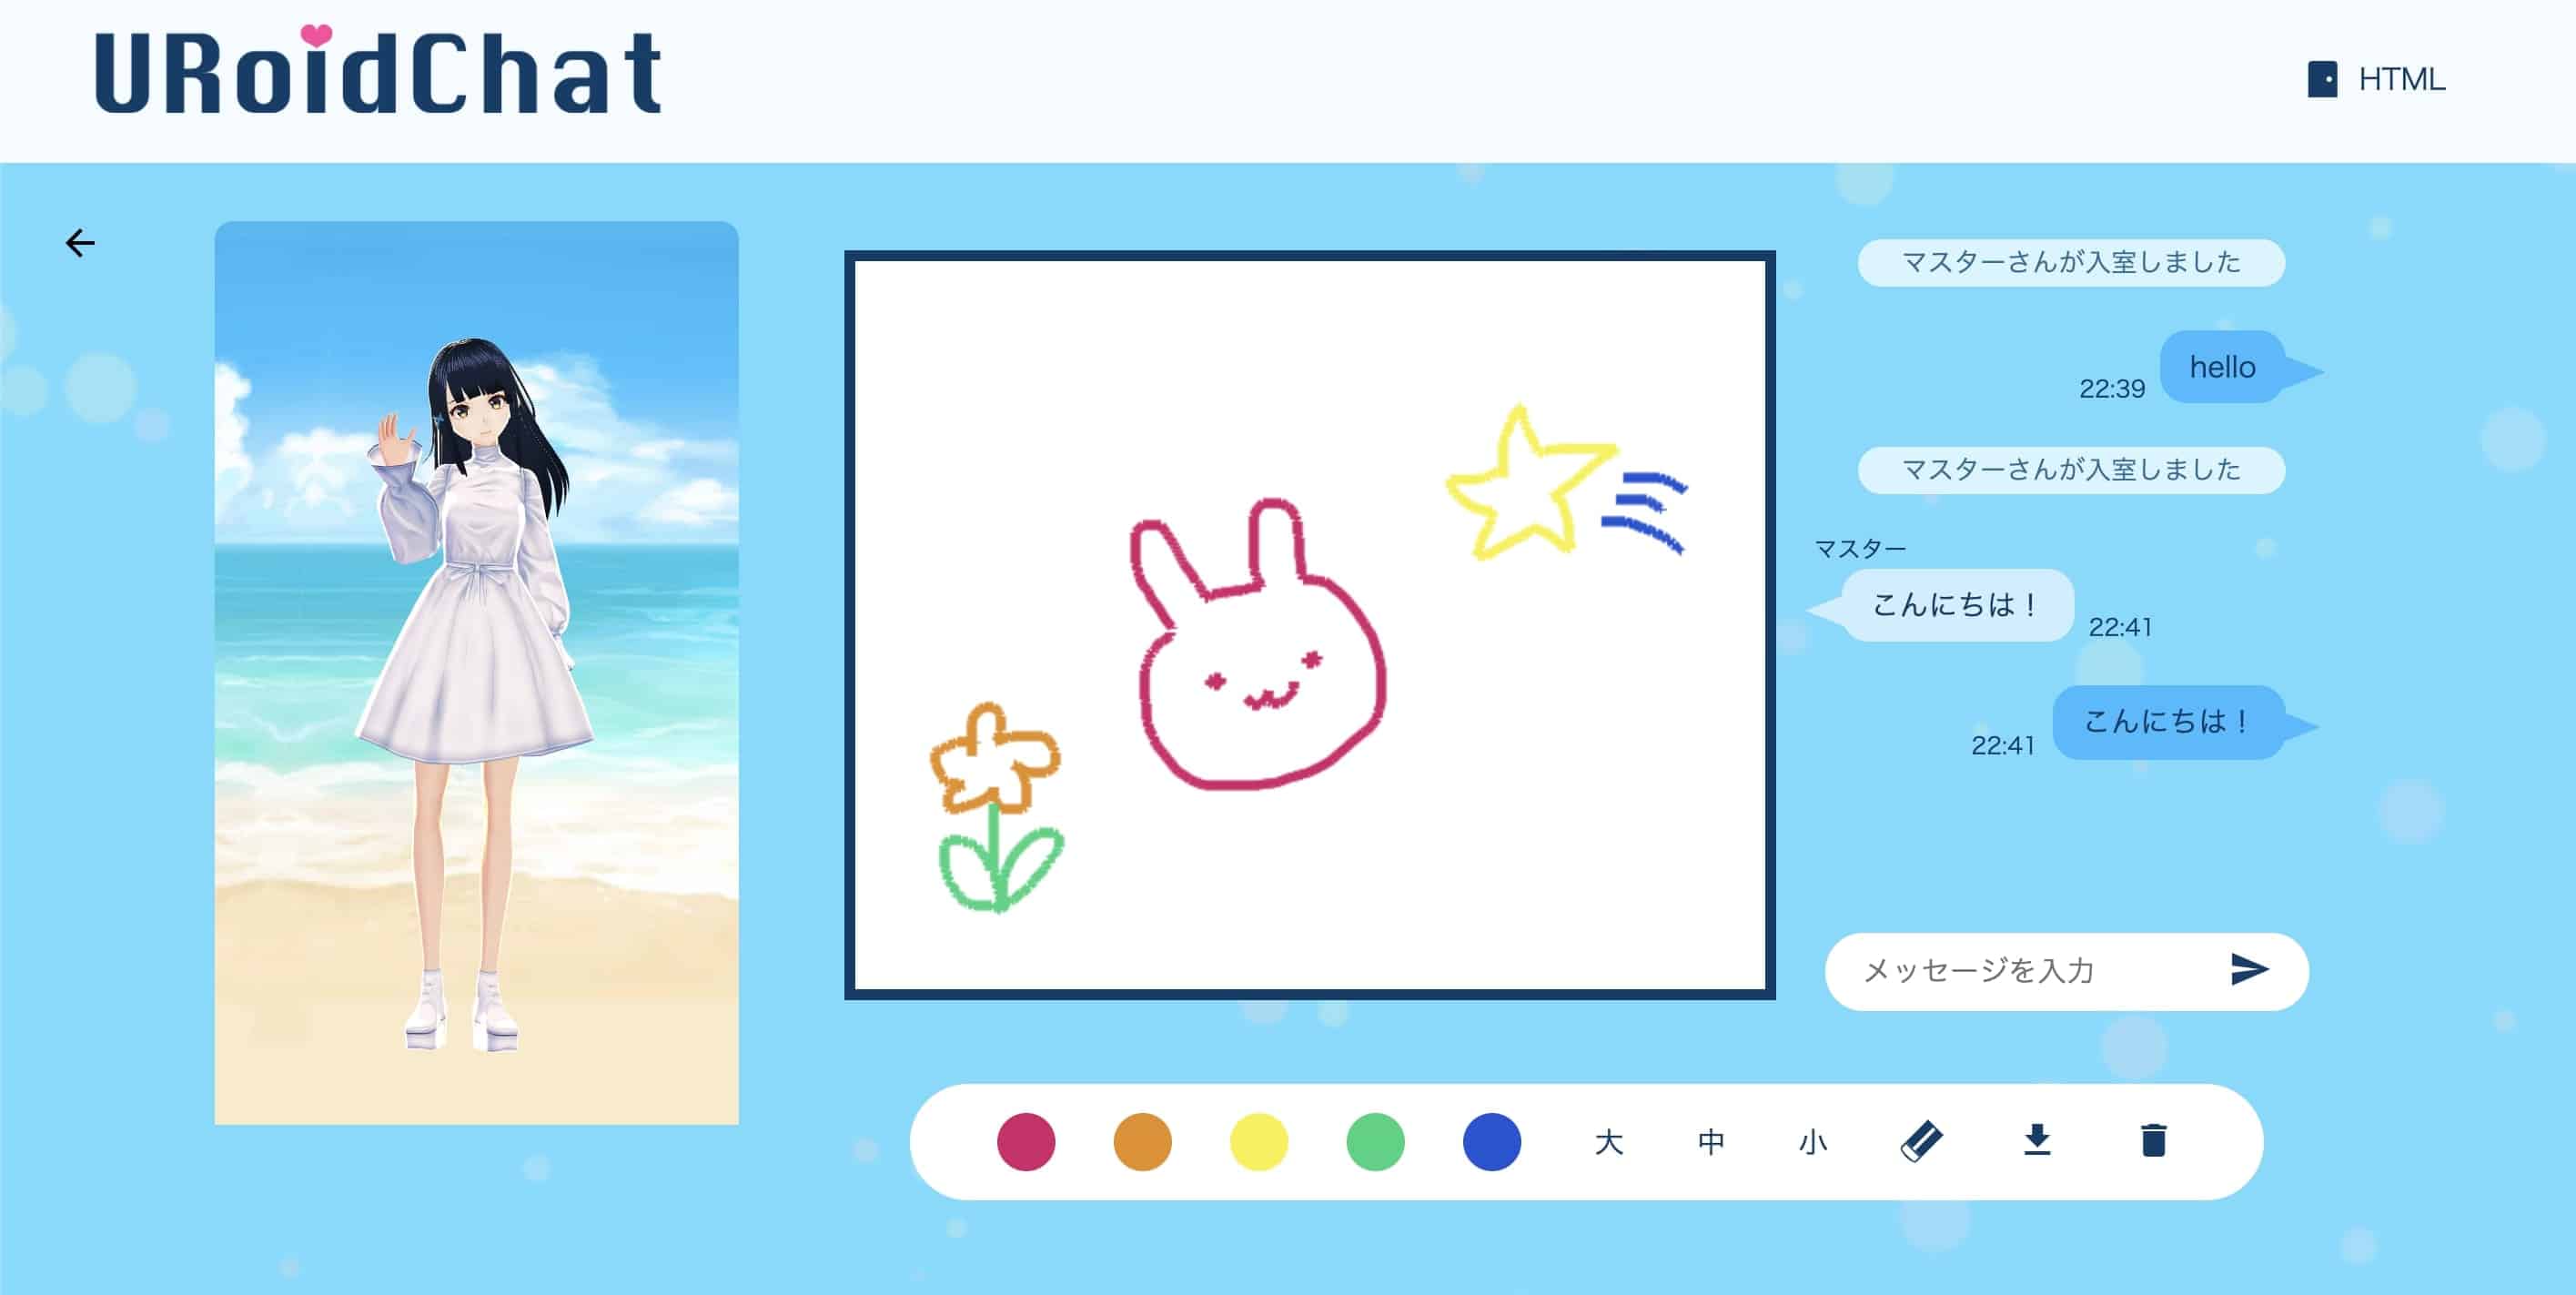 URoidChat
HTML
マスターさんが入室しました
hello
22:39
マスターさんが入室しました
マスター
こんにちは！
22:41
こんにちは！
22:41
メッセージを入力
大 中 小